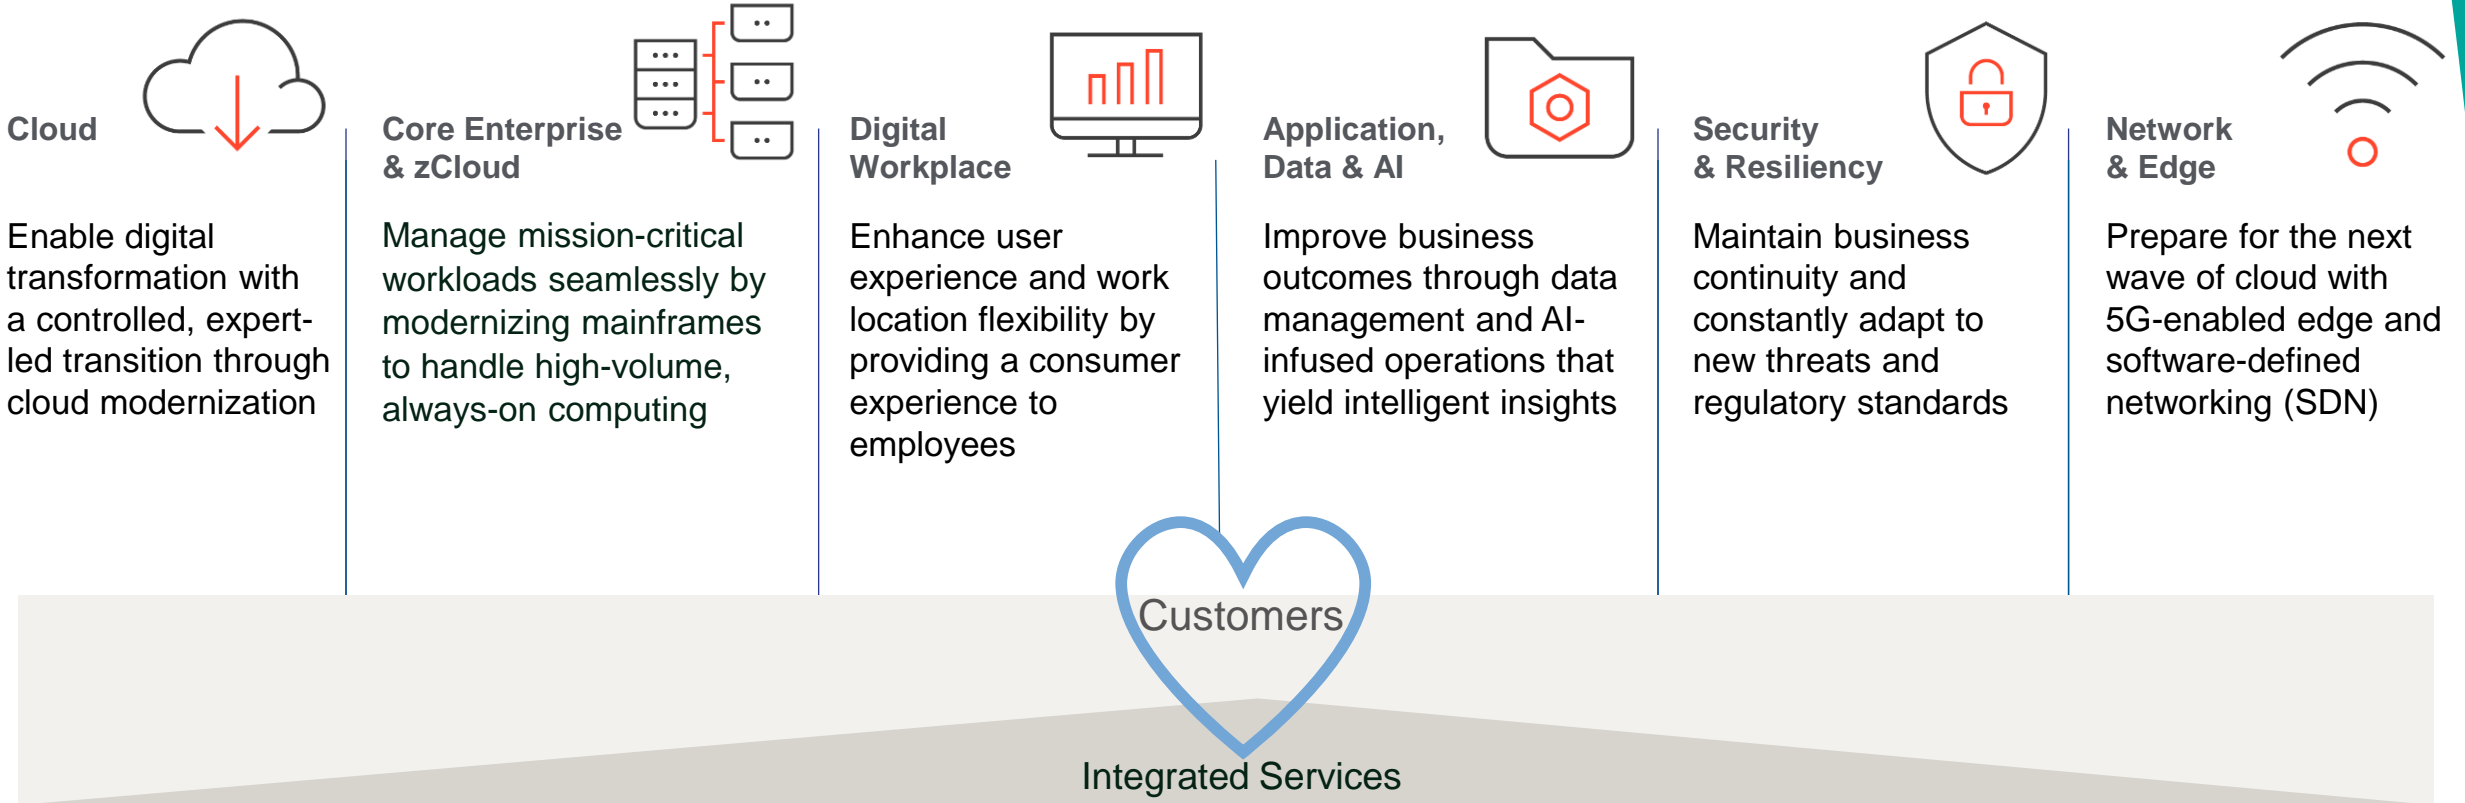 Cloud
Enable digital
transformation with
a controlled, expert-
led transition through
cloud modernization
Core Enterprise
& zCloud
Manage mission-critical
workloads seamlessly by
modernizing mainframes
to handle high-volume,
always-on computing
Digital
Workplace
Enhance user
experience and work
location flexibility by
providing a consumer
experience to
employees
Application,
Data & AI
Improve business
outcomes through data
management and AI-
infused operations that
yield intelligent insights
Security
& Resiliency
Maintain business
continuity and
constantly adapt to
new threats and
regulatory standards
Network
& Edge
Prepare for the next
wave of cloud with
5G-enabled edge and
software-defined
networking (SDN)
Customers
Integrated Services